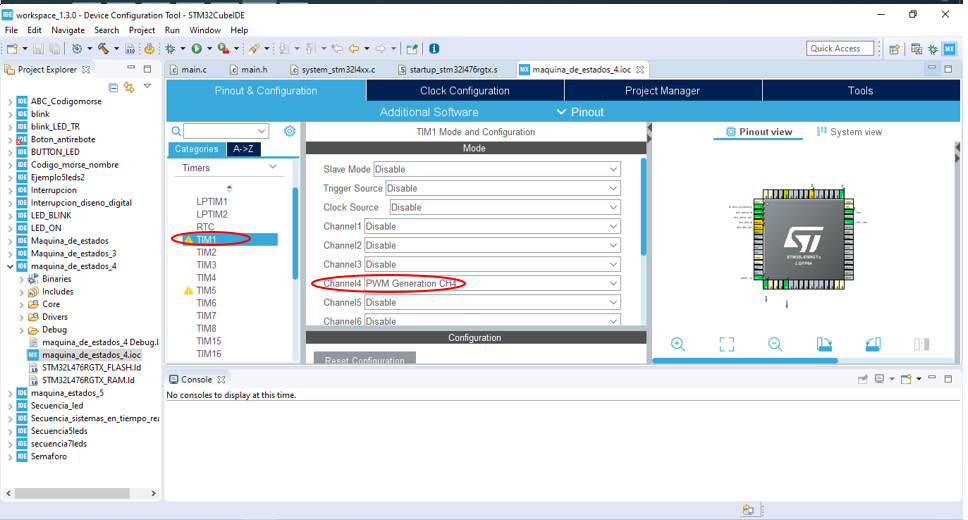 workspace_1.3.0 - Device Configuration Tool - STM32CubeIDE
File Edit Navigate Search Project Run Window Help
Quick Access
Project Explorer
main.c
main.h
system_stm32l4xx.c
startup_stm32l476rgtx.s
maquina_de_estados_4.ioc
ABC_Codigomorse
blink
blink_LED_TR
Boton_antirebote
BUTTON_LED
Codigo_morse_nombre
Ejemplo5leds2
Interrupcion
Interrupcion_diseno_digital
LED_BLINK
LED_ON
Maquina_de_estados
Maquina_de_estados_3
maquina_de_estados_4
Binaries
Includes
Core
Drivers
Debug
maquina_de_estados_4 Debug.l
maquina_de_estados_4.ioc
STM32L476RGTX_FLASH.ld
STM32L476RGTX_RAM.ld
maquina_estados_5
Secuencia_led
Secuencia_sistemas_en_tiempo_rea
Secuencia5leds
secuencia7leds
Semaforo
Pinout & Configuration
Clock Configuration
Project Manager
Tools
Additional Software
Pinout
Categories
A->Z
Timers
LPTIM1
LPTIM2
RTC
TIM1
TIM2
TIM3
TIM4
TIM5
TIM6
TIM7
TIM8
TIM15
TIM16
TIM1 Mode and Configuration
Mode
Slave Mode Disable
Trigger Source Disable
Clock Source Disable
Channel1 Disable
Channel2 Disable
Channel3 Disable
Channel4 PWM Generation CH4
Channel5 Disable
Channel6 Disable
Configuration
Reset Configuration
Pinout view
System view
STM32L476RGTx
LQFP64
Console
No consoles to display at this time.